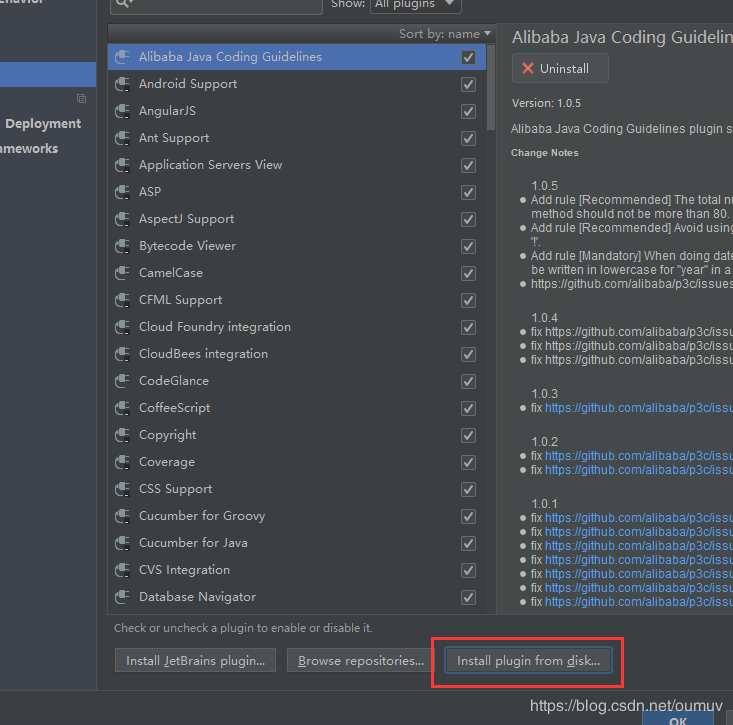 Show: All plugins
Sort by: name
Deployment
Alibaba Java Coding Guidelines
Android Support
AngularJS
Ant Support
Application Servers View
ASP
AspectJ Support
Bytecode Viewer
CamelCase
CFML Support
Cloud Foundry integration
CloudBees integration
CodeGlance
CoffeeScript
Copyright
Coverage
CSS Support
Cucumber for Groovy
Cucumber for Java
CVS Integration
Database Navigator
Check or uncheck a plugin to enable or disable it.
Install JetBrains plugin...
Browse repositories...
Install plugin from disk...
Alibaba Java Coding Guidelin
Uninstall
Version: 1.0.5
Alibaba Java Coding Guidelines plugin s
Change Notes
1.0.5
Add rule [Recommended] The total nu
method should not be more than 80.
Add rule [Recommended] Avoid using
'!'.
Add rule [Mandatory] When doing date
be written in lowercase for "year" in a
https://github.com/alibaba/p3c/issues
1.0.4
fix https://github.com/alibaba/p3c/issu
fix https://github.com/alibaba/p3c/issu
fix https://github.com/alibaba/p3c/issu
1.0.3
fix https://github.com/alibaba/p3c/issu
1.0.2
fix https://github.com/alibaba/p3c/issu
fix https://github.com/alibaba/p3c/issu
1.0.1
fix https://github.com/alibaba/p3c/issu
fix https://github.com/alibaba/p3c/issu
fix https://github.com/alibaba/p3c/issu
fix https://github.com/alibaba/p3c/issu
fix https://github.com/alibaba/p3c/issu
fix https://github.com/alibaba/p3c/issu
fix https://github.com/alibaba/p3c/issu
https://blog.csdn.net/oumuv
OK